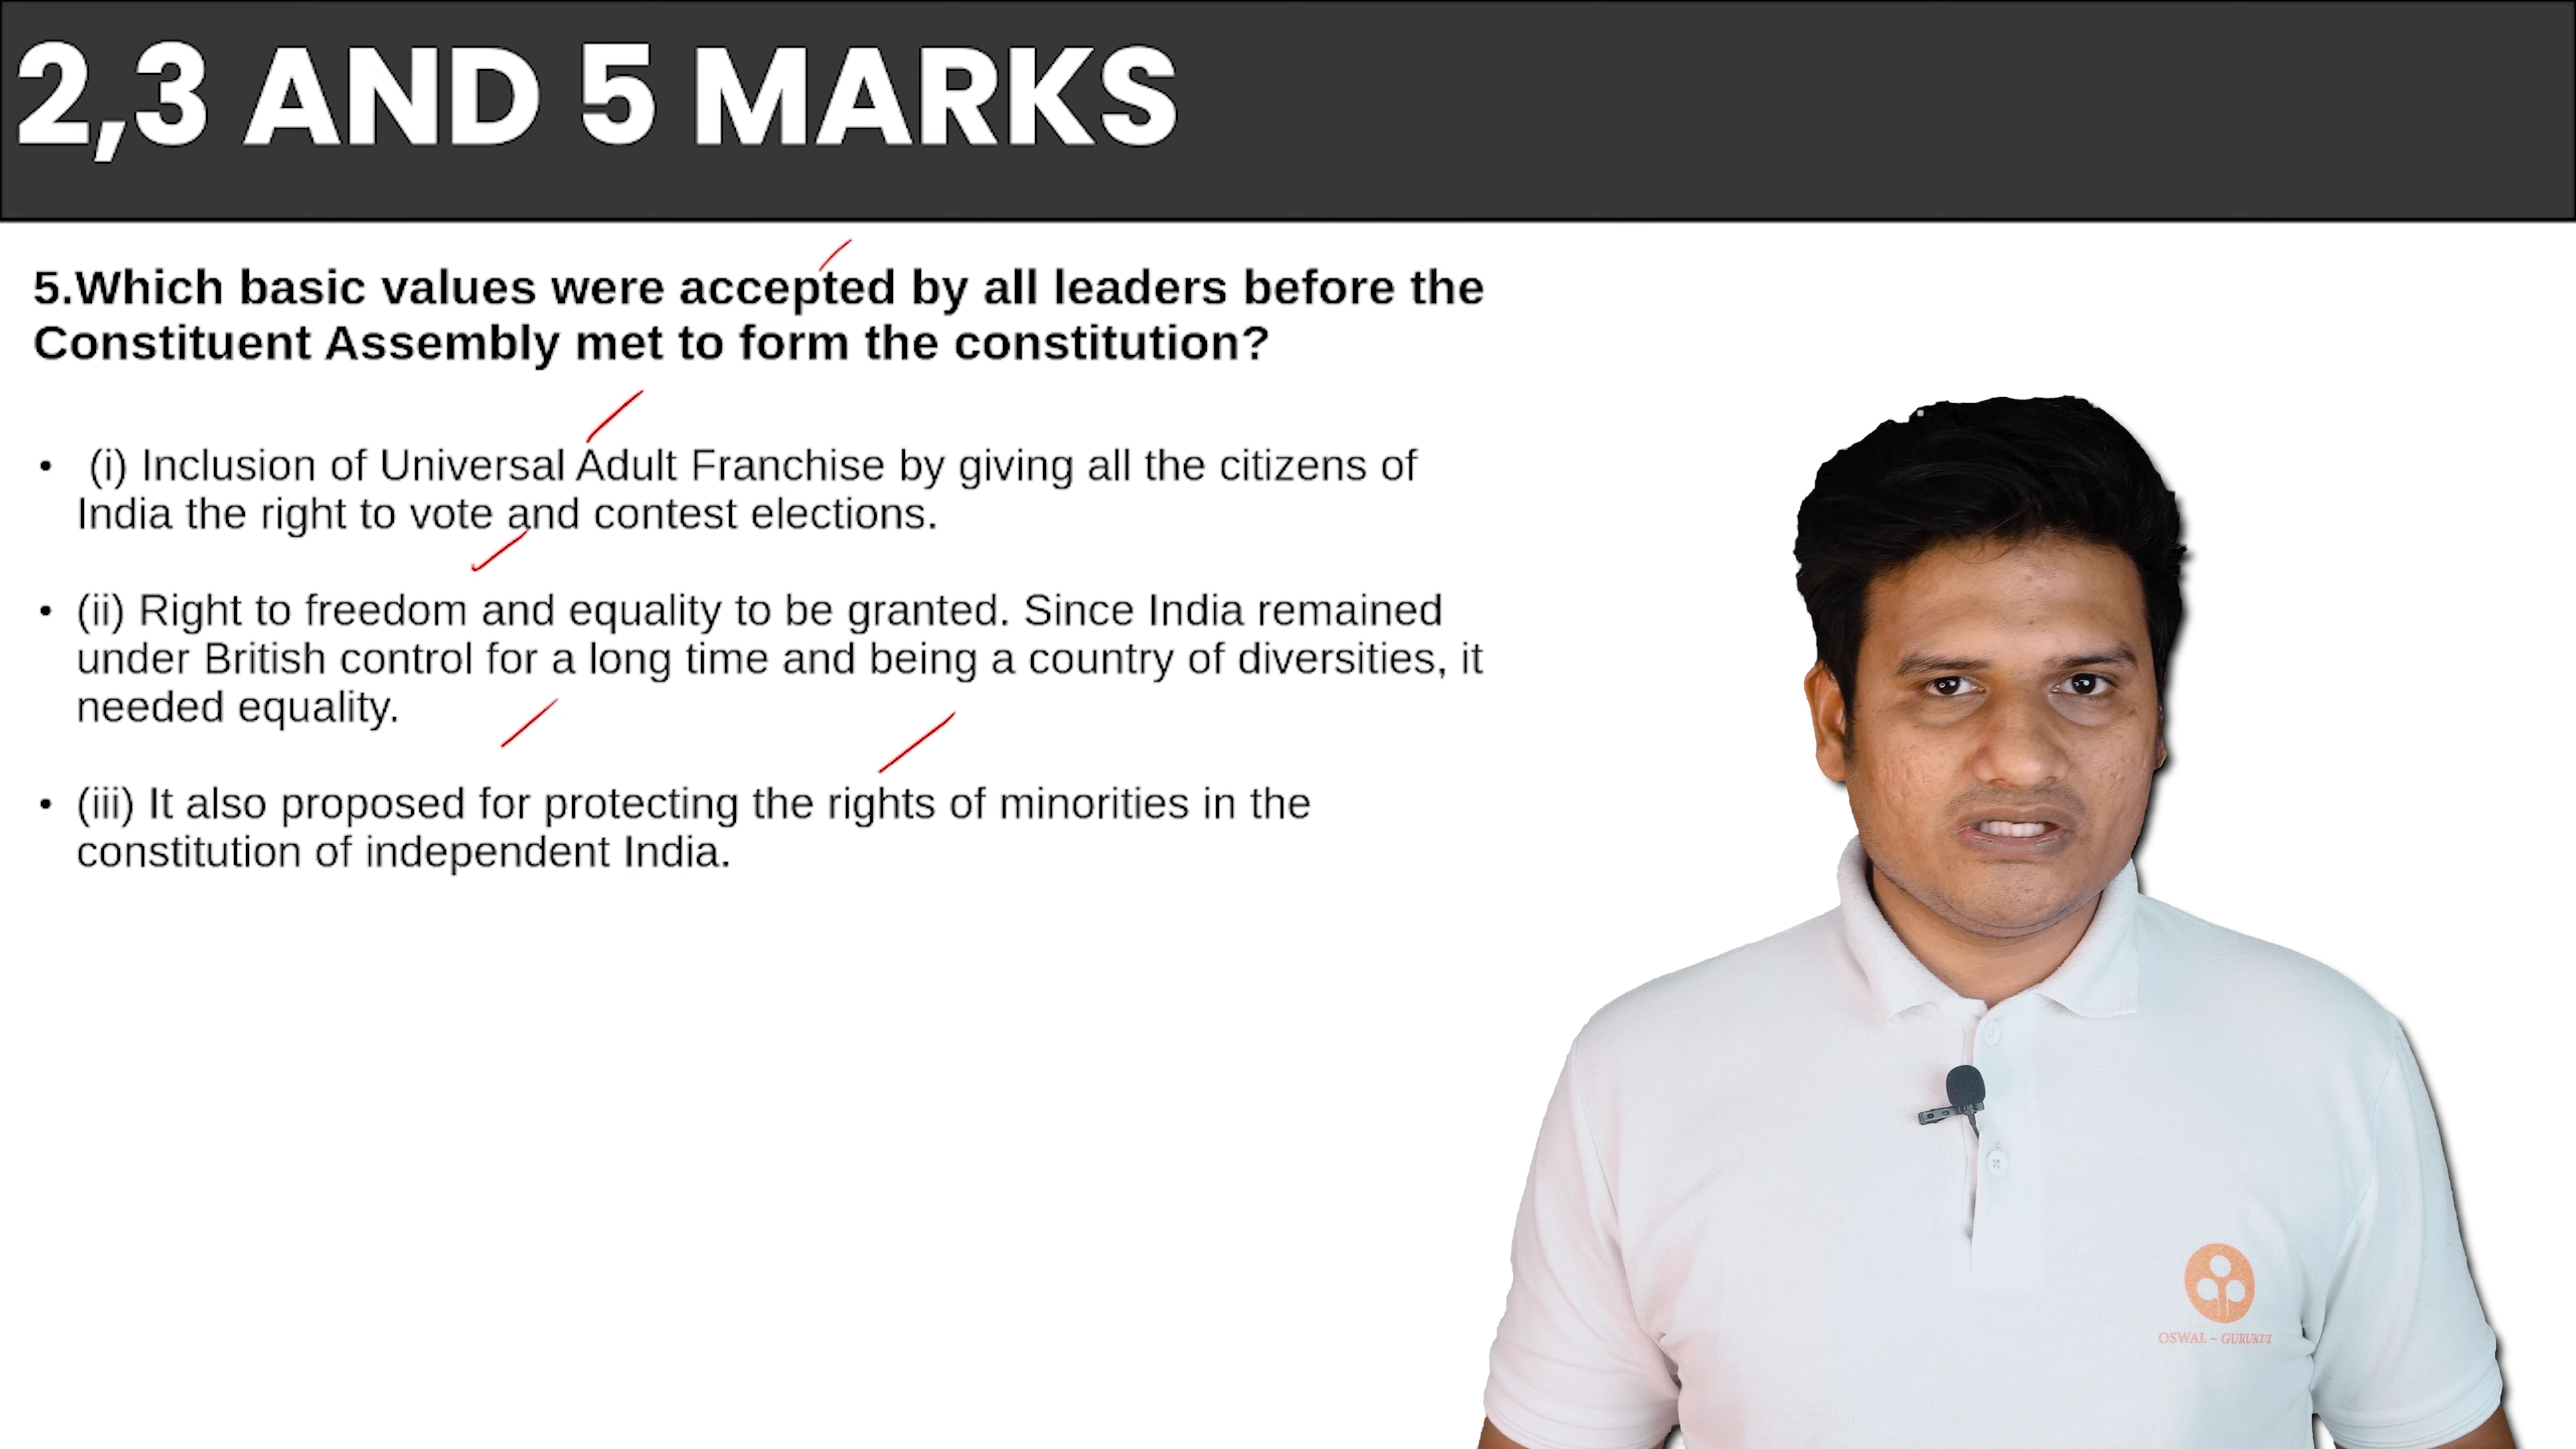 2,3 AND 5 MARKS
5.Which basic values were accepted by all leaders before the
Constituent Assembly met to form the constitution?
• (i) Inclusion of Universal Adult Franchise by giving all the citizens of
India the right to vote and contest elections.
• (ii) Right to freedom and equality to be granted. Since India remained
under British control for a long time and being a country of diversities, it
needed equality.
• (iii) It also proposed for protecting the rights of minorities in the
constitution of independent India.
OSWAL – GURUKUL